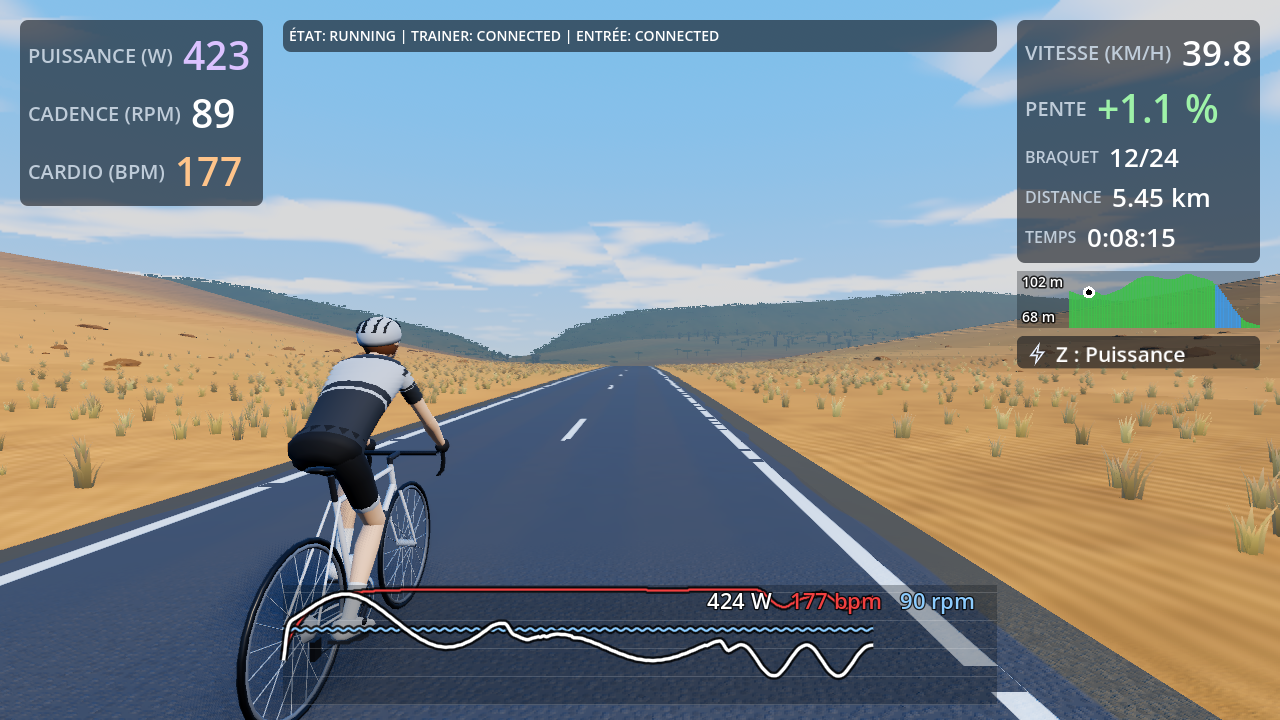 PUISSANCE (W) 423
CADENCE (RPM) 89
CARDIO (BPM) 177
ÉTAT: RUNNING | TRAINER: CONNECTED | ENTRÉE: CONNECTED
VITESSE (KM/H) 39.8
PENTE +1.1 %
BRAQUET 12/24
DISTANCE 5.45 km
TEMPS 0:08:15
102 m
68 m
Z : Puissance
424 W 177 bpm 90 rpm